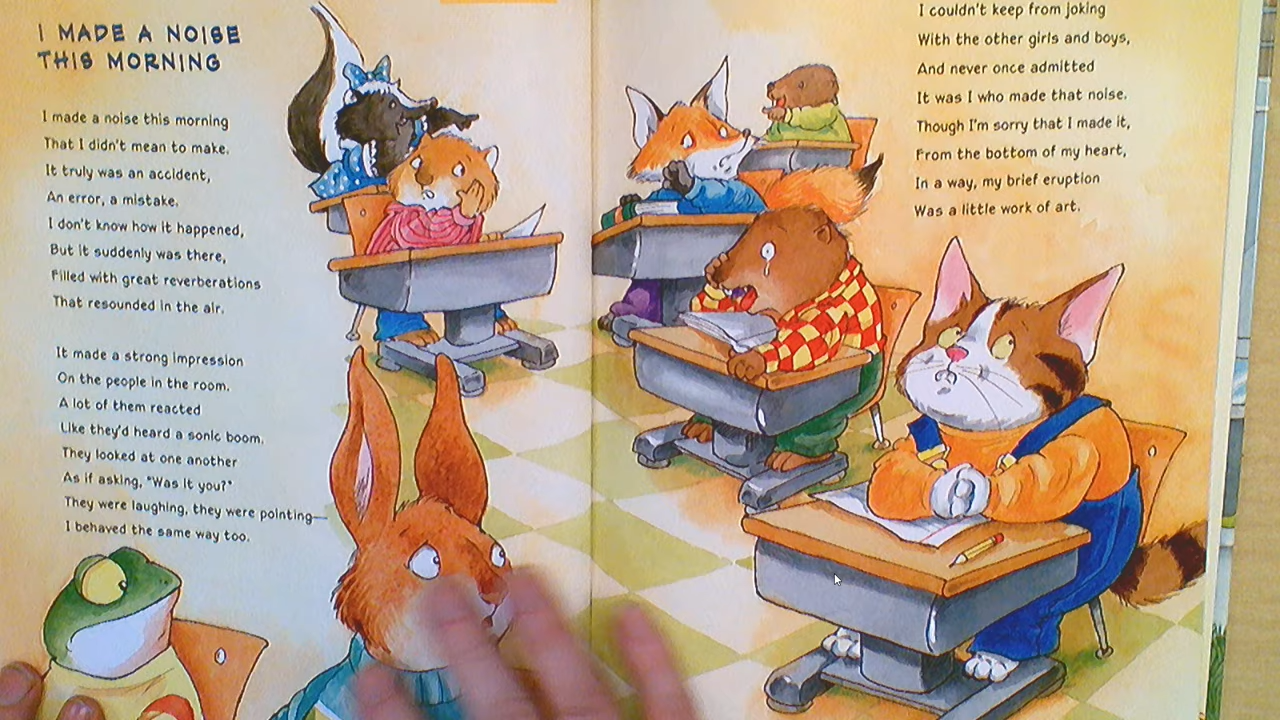 I MADE A NOISE
THIS MORNING
I made a noise this morning
That I didn't mean to make.
It truly was an accident,
An error, a mistake.
I don't know how it happened,
But it suddenly was there,
Filled with great reverberations
That resounded in the air.
It made a strong impression
On the people in the room.
A lot of them reacted
Like they'd heard a sonic boom.
They looked at one another
As if asking, "Was it you?"
They were laughing, they were pointing—
I behaved the same way too.
I couldn't keep from joking
With the other girls and boys,
And never once admitted
It was I who made that noise.
Though I'm sorry that I made it,
From the bottom of my heart,
In a way, my brief eruption
Was a little work of art.